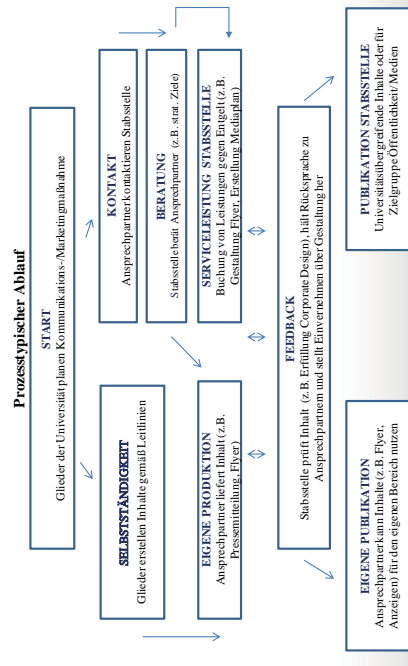 Prozesstypischer Ablauf
START
Glieder der Universität planen Kommunikations-/Marketingmaßnahme
SELBSTSTÄNDIGKEIT
Glieder erstellen Inhalte gemäß Leitlinien
KONTAKT
Ansprechpartner kontaktieren Stabsstelle
BERATUNG
Stabsstelle berät Ansprechpartner (z.B. strat. Ziele)
EIGENE PRODUKTION
Ansprechpartner liefert Inhalt (z.B.
Pressemitteilung, Flyer)
SERVICELEISTUNG STABSSTELLE
Buchung von Leistungen gegen Entgelt (z.B.
Gestaltung Flyer, Erstellung Mediaplan)
FEEDBACK
Stabsstelle prüft Inhalt (z.B. Erfüllung Corporate Design), hält Rücksprache zu
Ansprechpartnern und stellt Einvernehmen über Gestaltung her
EIGENE PUBLIKATION
Ansprechpartner kann Inhalte (z.B. Flyer,
Anzeigen) für den eigenen Bereich nutzen
PUBLIKATION STABSSTELLE
Universitätsübergreifende Inhalte oder für
Zielgruppe Öffentlichkeit/ Medien